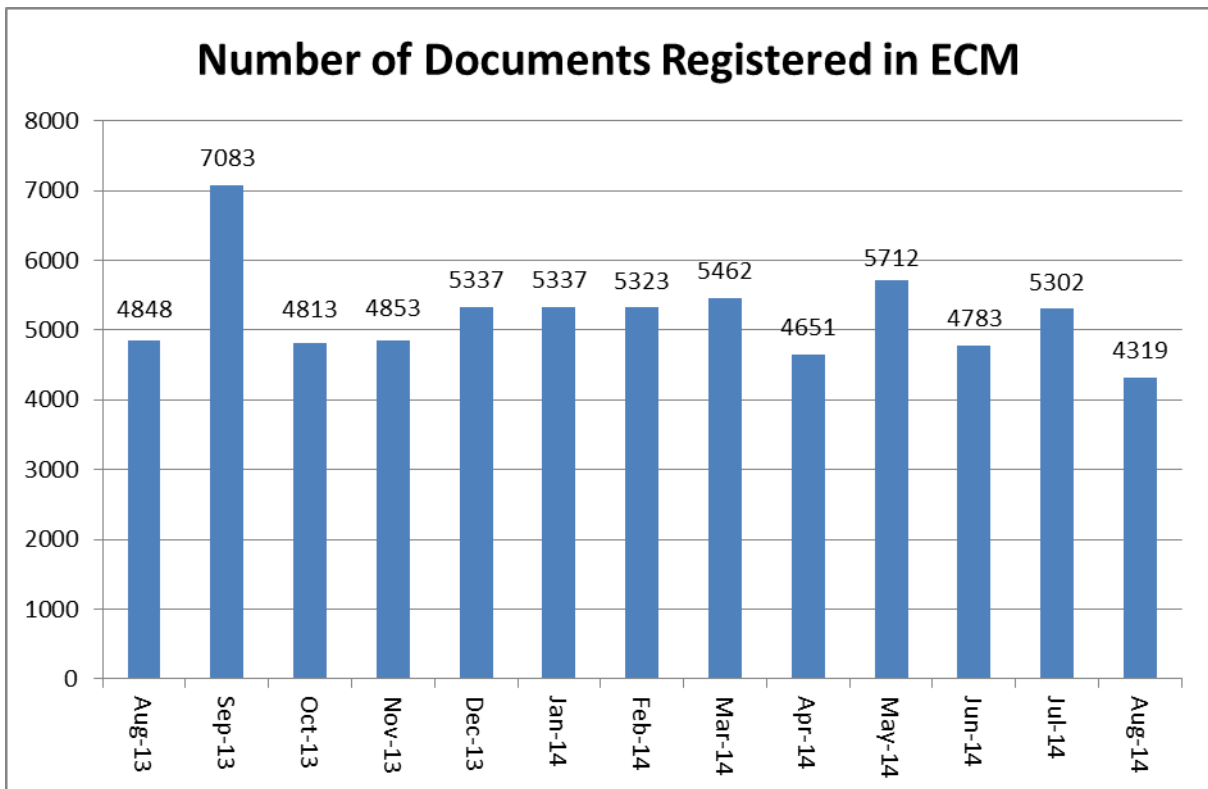 Number of Documents Registered in ECM
8000
7000
6000
5000
4000
3000
2000
1000
0
4848
7083
4813
4853
5337
5337
5323
5462
4651
5712
4783
5302
4319
Aug-13
Sep-13
Oct-13
Nov-13
Dec-13
Jan-14
Feb-14
Mar-14
Apr-14
May-14
Jun-14
Jul-14
Aug-14